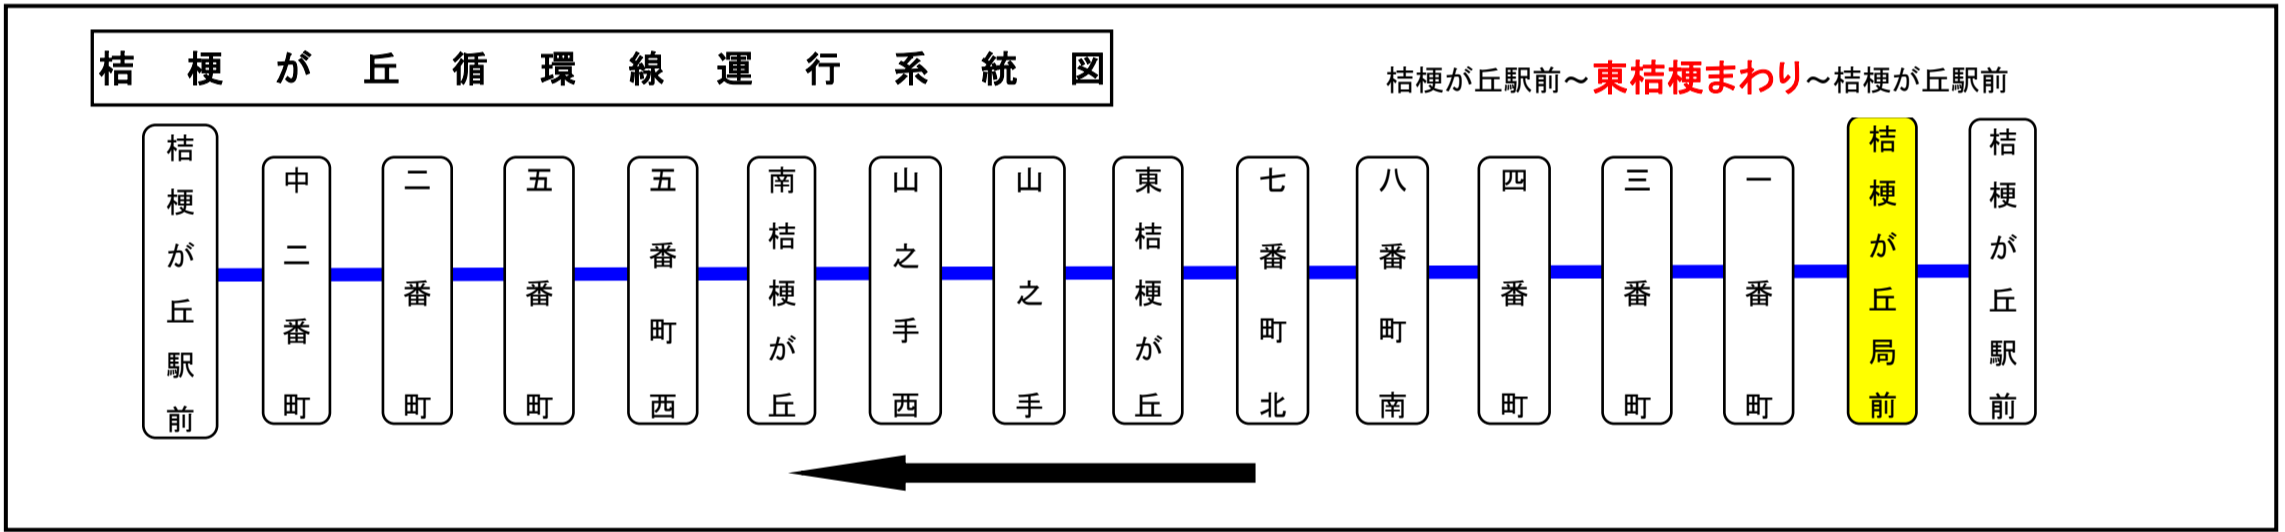 桔梗が丘循環線運行系統図
桔梗が丘駅前～東桔梗まわり～桔梗が丘駅前
桔梗が丘駅前
中二番町
二番町
五番町
五番町西
南桔梗が丘
山之手西
山之手
東桔梗が丘
七番町北
八番町南
四番町
三番町
一番町
桔梗が丘局前
桔梗が丘駅前